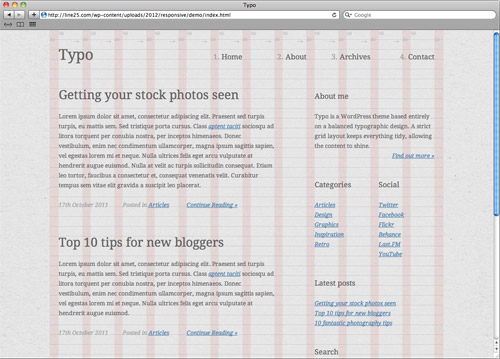 Typo
http://line25.com/wp-content/uploads/2012/responsive/demo/index.html
Google
Typo
1. Home
2. About
3. Archives
4. Contact
Getting your stock photos seen
Lorem ipsum dolor sit amet, consectetur adipiscing elit. Praesent sed turpis
turpis, eu mattis sem. Sed tristique porta cursus. Class aptent taciti sociosqu ad
litora torquent per conubia nostra, per inceptos himenaeos. Donec
vestibulum, enim nec condimentum ullamcorper, magna ipsum sagittis sapien,
vel egestas lorem mi et neque. Nulla ultrices felis eget arcu vulputate at
hendrerit augue euismod. Nulla at velit ac turpis sollicitudin consequat. Etiam
leo tortor, faucibus a consectetur et, consequat venenatis velit. Curabitur
tempus sem vitae elit gravida a suscipit leo placerat.
17th October 2011
Posted in Articles
Continue Reading »
Top 10 tips for new bloggers
Lorem ipsum dolor sit amet, consectetur adipiscing elit. Praesent sed turpis
turpis, eu mattis sem. Sed tristique porta cursus. Class aptent taciti sociosqu ad
litora torquent per conubia nostra, per inceptos himenaeos. Donec
vestibulum, enim nec condimentum ullamcorper, magna ipsum sagittis sapien,
vel egestas lorem mi et neque. Nulla ultrices felis eget arcu vulputate at
hendrerit augue euismod.
17th October 2011
Posted in Articles
Continue Reading »
About me
Typo is a WordPress theme based entirely
on a balanced typographic design. A strict
grid layout keeps everything tidy, allowing
the content to shine.
Find out more »
Categories
Articles
Design
Graphics
Inspiration
Retro
Social
Twitter
Facebook
Flickr
Behance
Last.FM
YouTube
Latest posts
Getting your stock photos seen
Top 10 tips for new bloggers
10 fantastic photography tips
Search